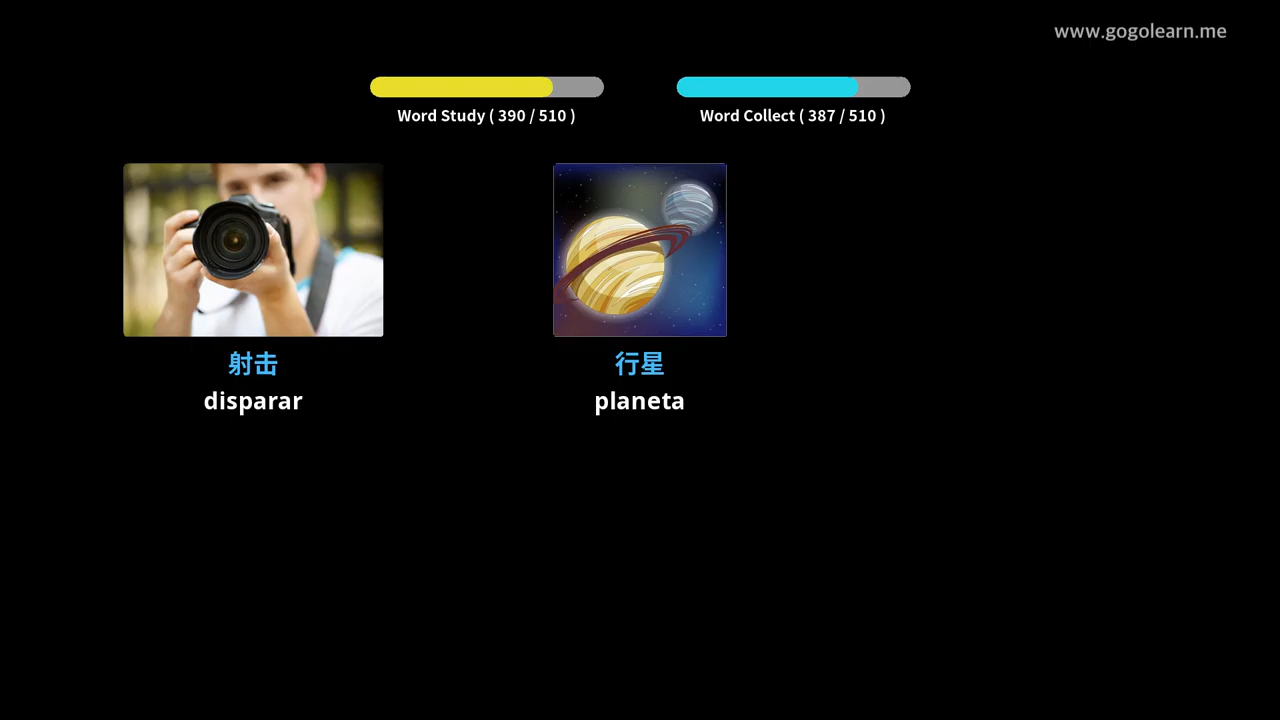 www.gogolearn.me
Word Study ( 390 / 510 )
Word Collect ( 387 / 510 )
射击
disparar
行星
planeta